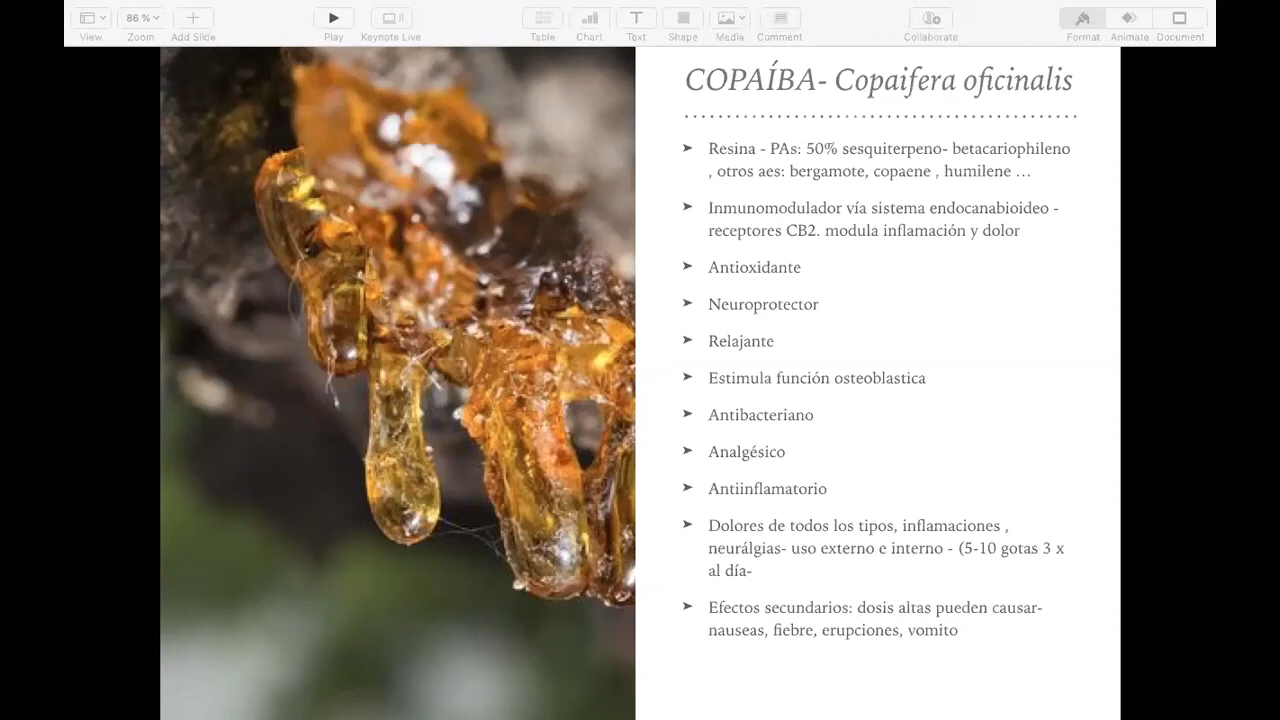 View
86 %
Zoom
Add Slide
Play
Keynote Live
Table
Chart
Text
Shape
Media
Comment
Collaborate
Format
Animate
Document
COPAÍBA- Copaifera oficinalis
Resina - PAs: 50% sesquiterpeno- betacariophileno
, otros aes: bergamote, copaene , humilene …
Inmunomodulador vía sistema endocanabioideo -
receptores CB2. modula inflamación y dolor
Antioxidante
Neuroprotector
Relajante
Estimula función osteoblastica
Antibacteriano
Analgésico
Antiinflamatorio
Dolores de todos los tipos, inflamaciones ,
neurálgias- uso externo e interno - (5-10 gotas 3 x
al día-
Efectos secundarios: dosis altas pueden causar-
nauseas, fiebre, erupciones, vomito